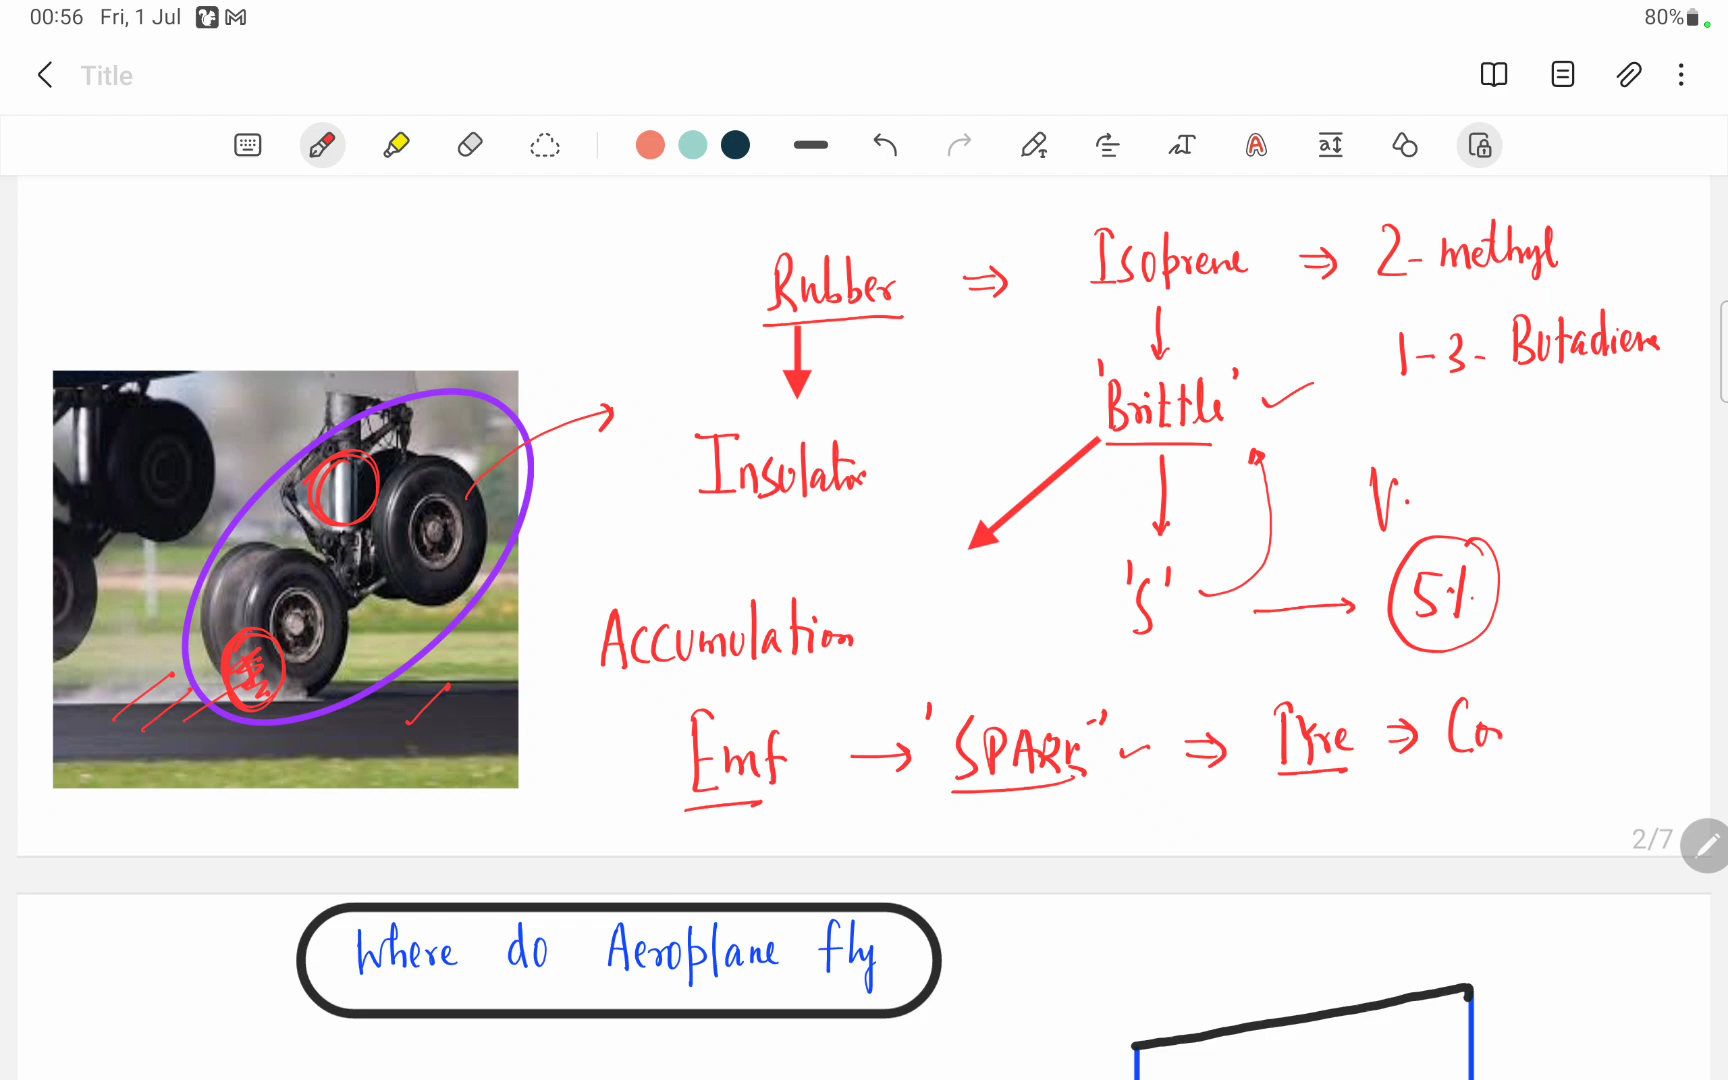 00:56 Fri, 1 Jul
80%
Title
Rubber ⇒ Isoprene ⇒ 2-methyl
1-3- Butadiene
'Brittle' ✓
Insulator
V.
'S' → 5%
Accumulation
Emf → 'SPARK' ✓ ⇒ Tyre ⇒ Co
2/7
Where do Aeroplane fly